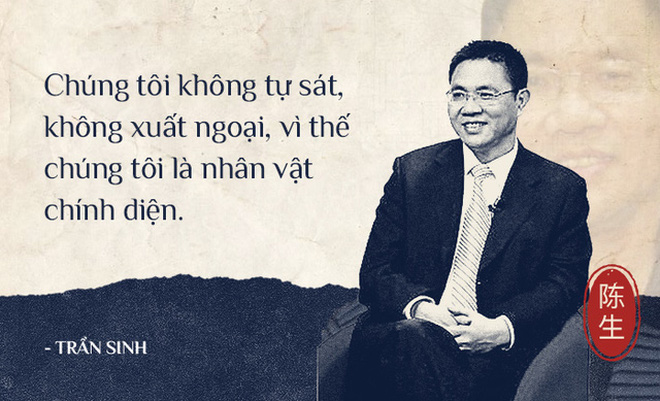 Chúng tôi không tự sát,
không xuất ngoại, vì thế
chúng tôi là nhân vật
chính diện.
陈
生
- TRẦN SINH